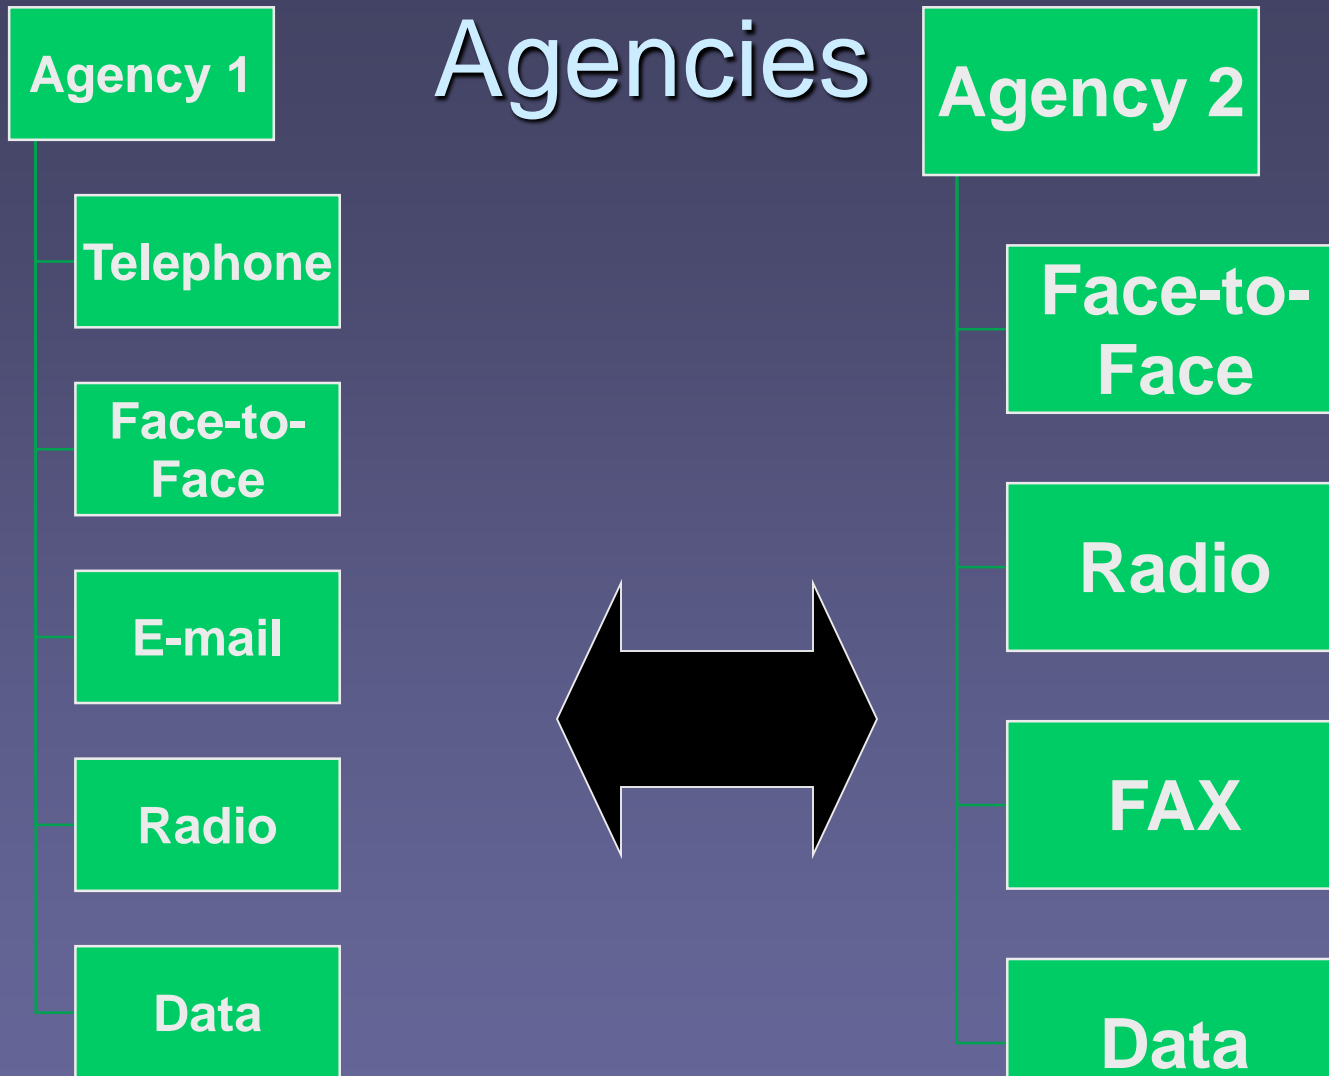 Agencies
Agency 1
Telephone
Face-to-
Face
E-mail
Radio
Data
Agency 2
Face-to-
Face
Radio
FAX
Data